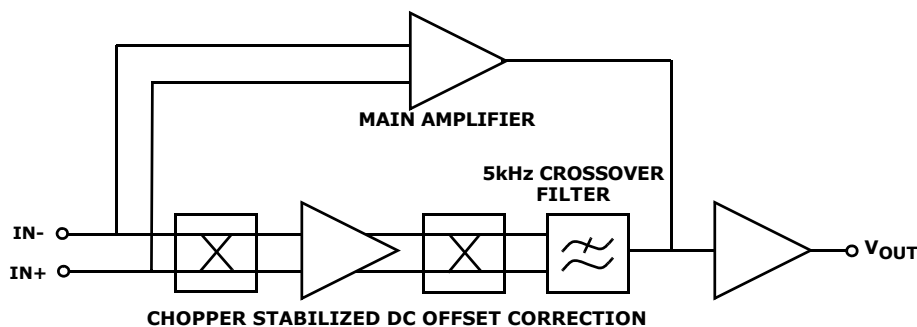 MAIN AMPLIFIER
5kHz CROSSOVER
FILTER
IN-
IN+
VOUT
CHOPPER STABILIZED DC OFFSET CORRECTION